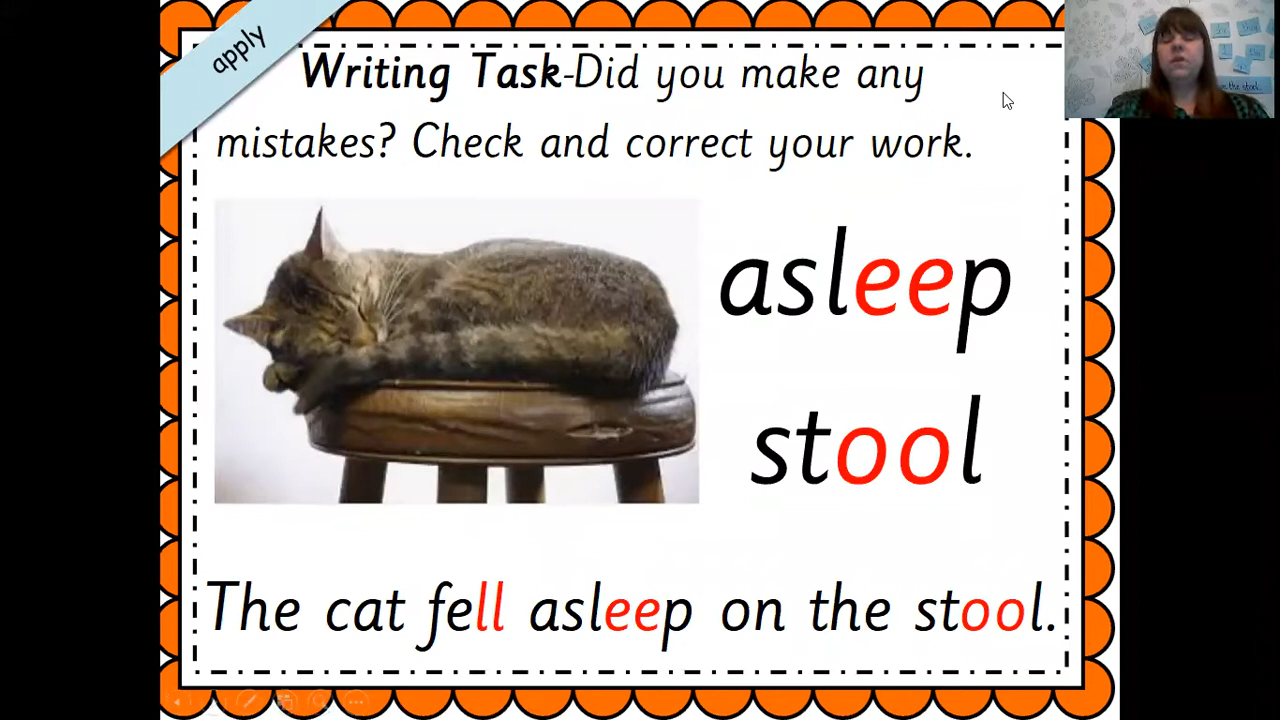 apply
Writing Task-Did you make any
mistakes? Check and correct your work.
asleep
stool
The cat fell asleep on the stool.